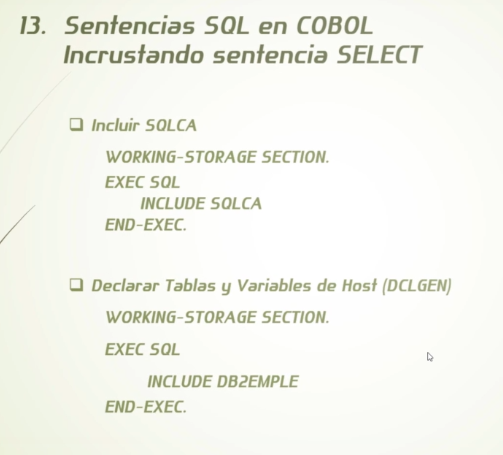 13. Sentencias SQL en COBOL
Incrustando sentencia SELECT
❑ Incluir SQLCA
WORKING-STORAGE SECTION.
EXEC SQL
INCLUDE SQLCA
END-EXEC.
❑ Declarar Tablas y Variables de Host (DCLGEN)
WORKING-STORAGE SECTION.
EXEC SQL
INCLUDE DB2EMPLE
END-EXEC.